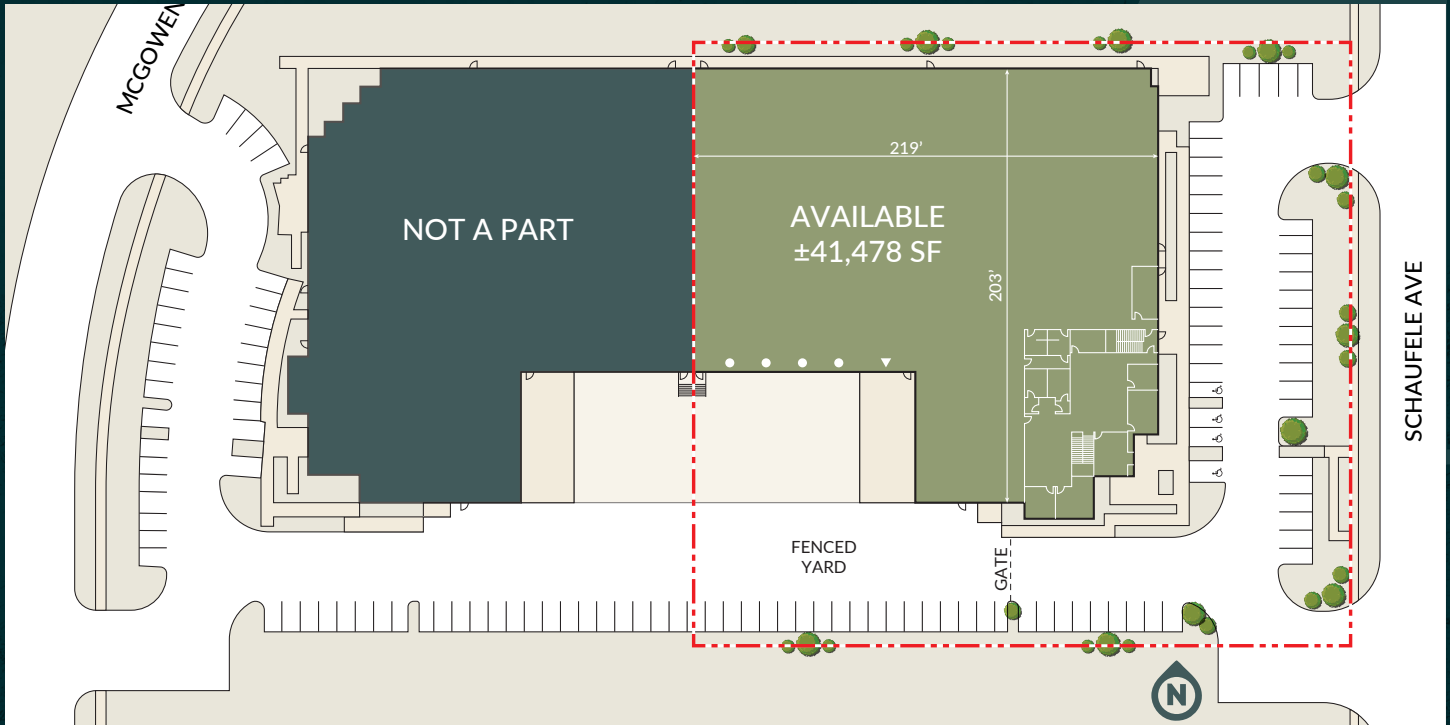 MCGOWEN
219’
NOT A PART
AVAILABLE
±41,478 SF
203’
SCHAUFELE AVE
FENCED
YARD
GATE
N